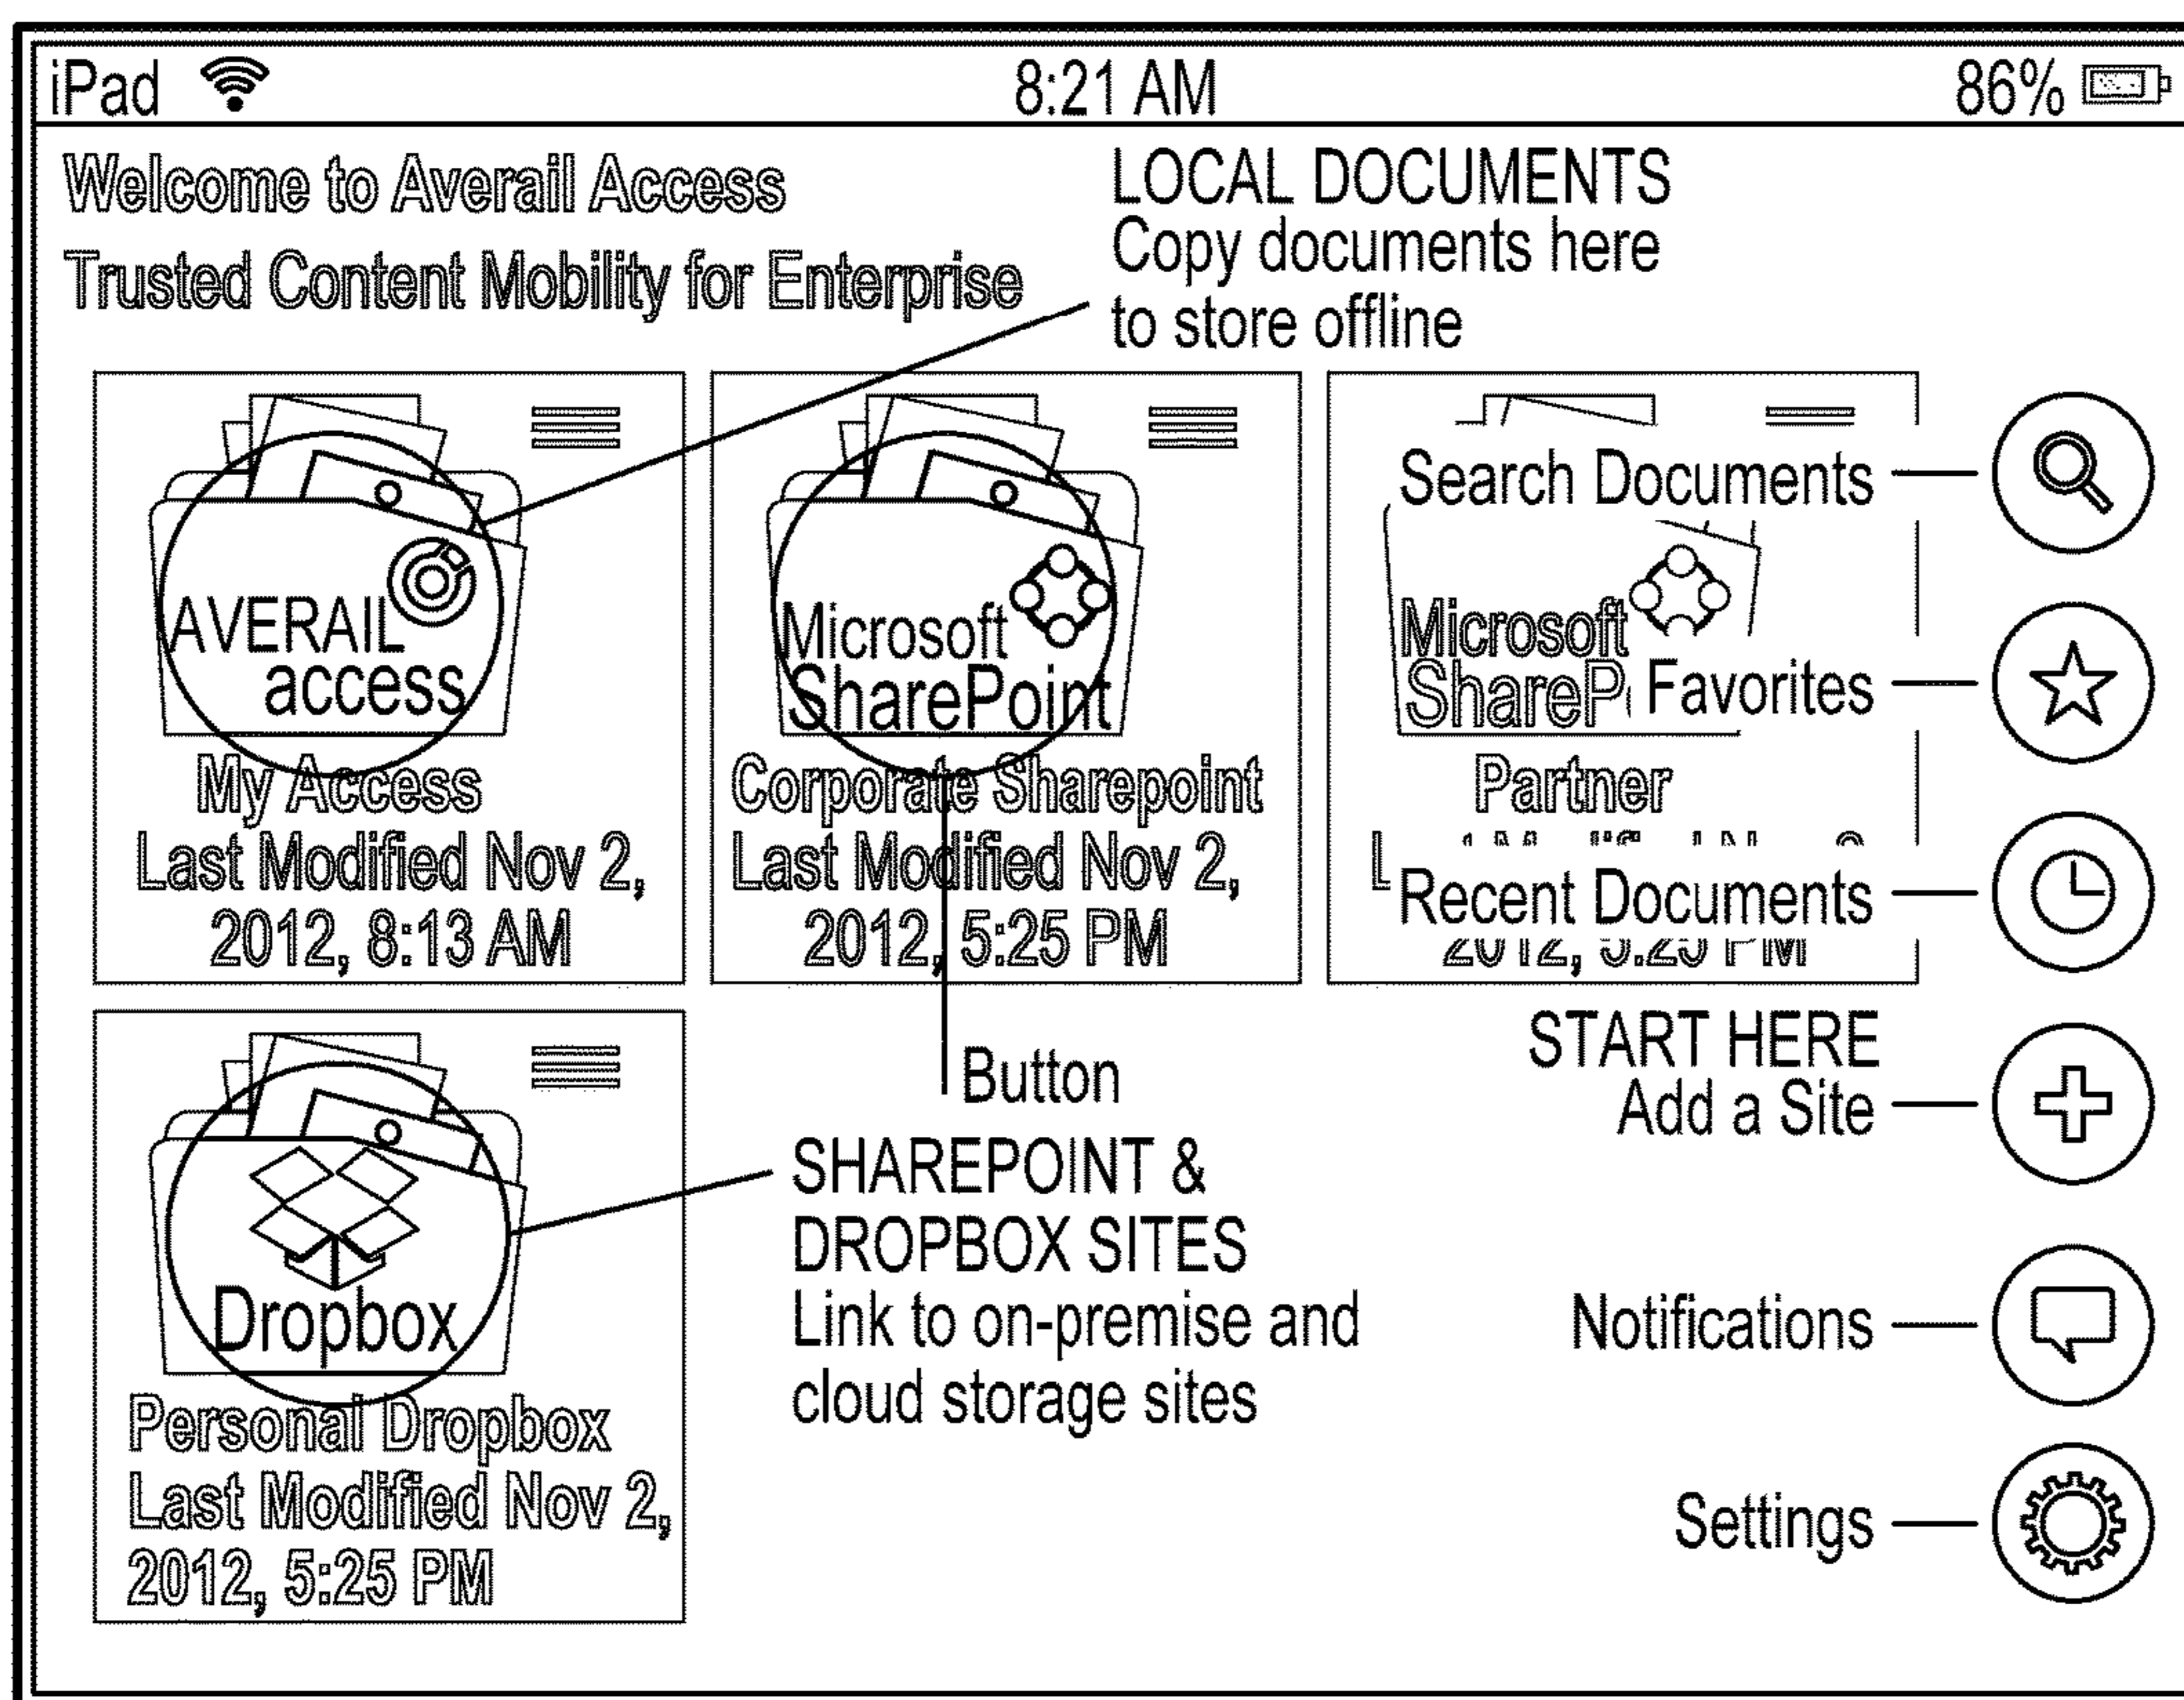 iPad 8:21 AM 86%
Welcome to Averail Access
Trusted Content Mobility for Enterprise
LOCAL DOCUMENTS
Copy documents here
to store offline
AVERAIL
access
My Access
Last Modified Nov 2,
2012, 8:13 AM
Microsoft
SharePoint
Corporate Sharepoint
Last Modified Nov 2,
2012, 5:25 PM
Microsoft
Partner
2012, 5:25 PM
Search Documents
Favorites
Recent Documents
START HERE
Add a Site
Notifications
Settings
Button
Dropbox
Personal Dropbox
Last Modified Nov 2,
2012, 5:25 PM
SHAREPOINT &
DROPBOX SITES
Link to on-premise and
cloud storage sites